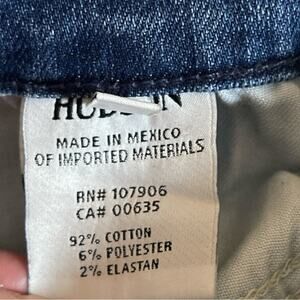 MADE IN MEXICO
OF IMPORTED MATERIALS
RN# 107906
CA# 00635
92% COTTON
6% POLYESTER
2% ELASTAN